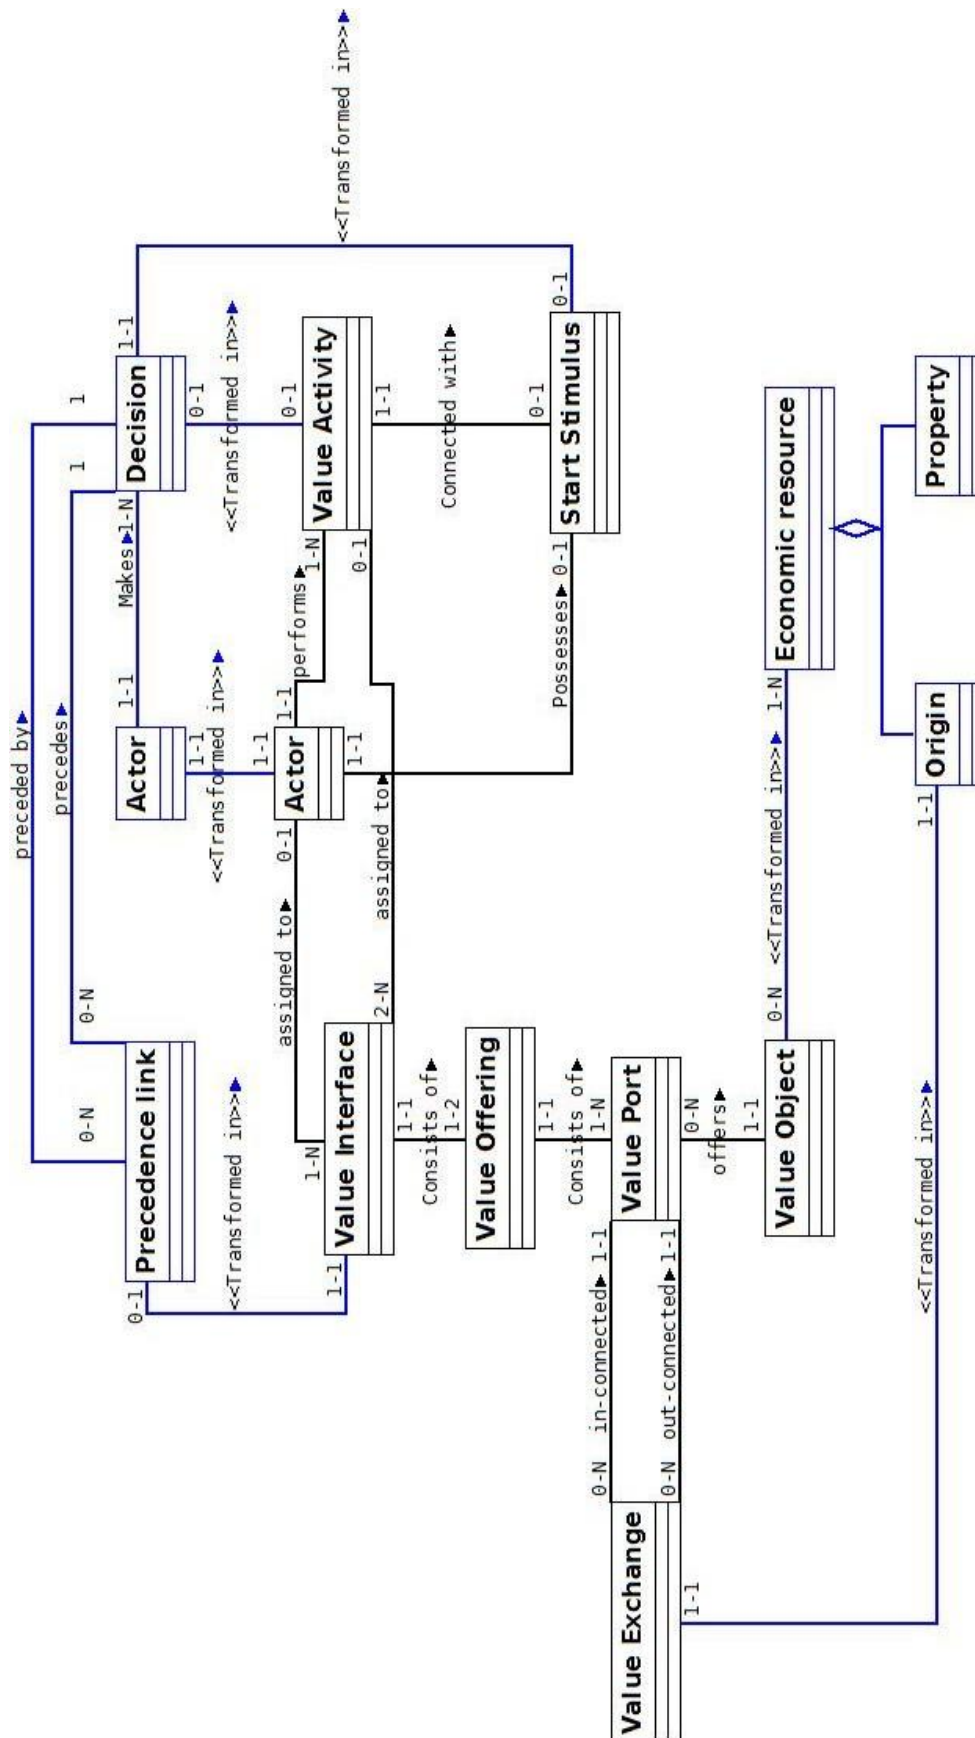 preceded by▶
precedes▶
0-N
0-N
1
1
Precedence link
Actor
Decision
1-1
Makes▶
1-N
1-1
0-1
<<Transformed in>>▶
1-1
1-1
<<Transformed in>>▶
1-1
0-1
<<Transformed in>>▶
0-1
<<Transformed in>>▶
assigned to▶
1-N
0-1
Actor
1-1
performs▶
1-N
Value Activity
1-1
Value Interface
2-N
assigned to▶
0-1
1-1
1-1
Connected with▶
0-1
1-1
Consists of▶
1-2
Value Offering
Possesses▶
0-1
Start Stimulus
0-1
1-1
Consists of▶
1-N
Value Exchange
0-N
in-connected▶
1-1
0-N
out-connected▶
1-1
Value Port
0-N
offers▶
1-1
Value Object
0-N
<<Transformed in>>▶
1-N
Economic resource
1-1
<<Transformed in>>▶
1-1
Origin
Property